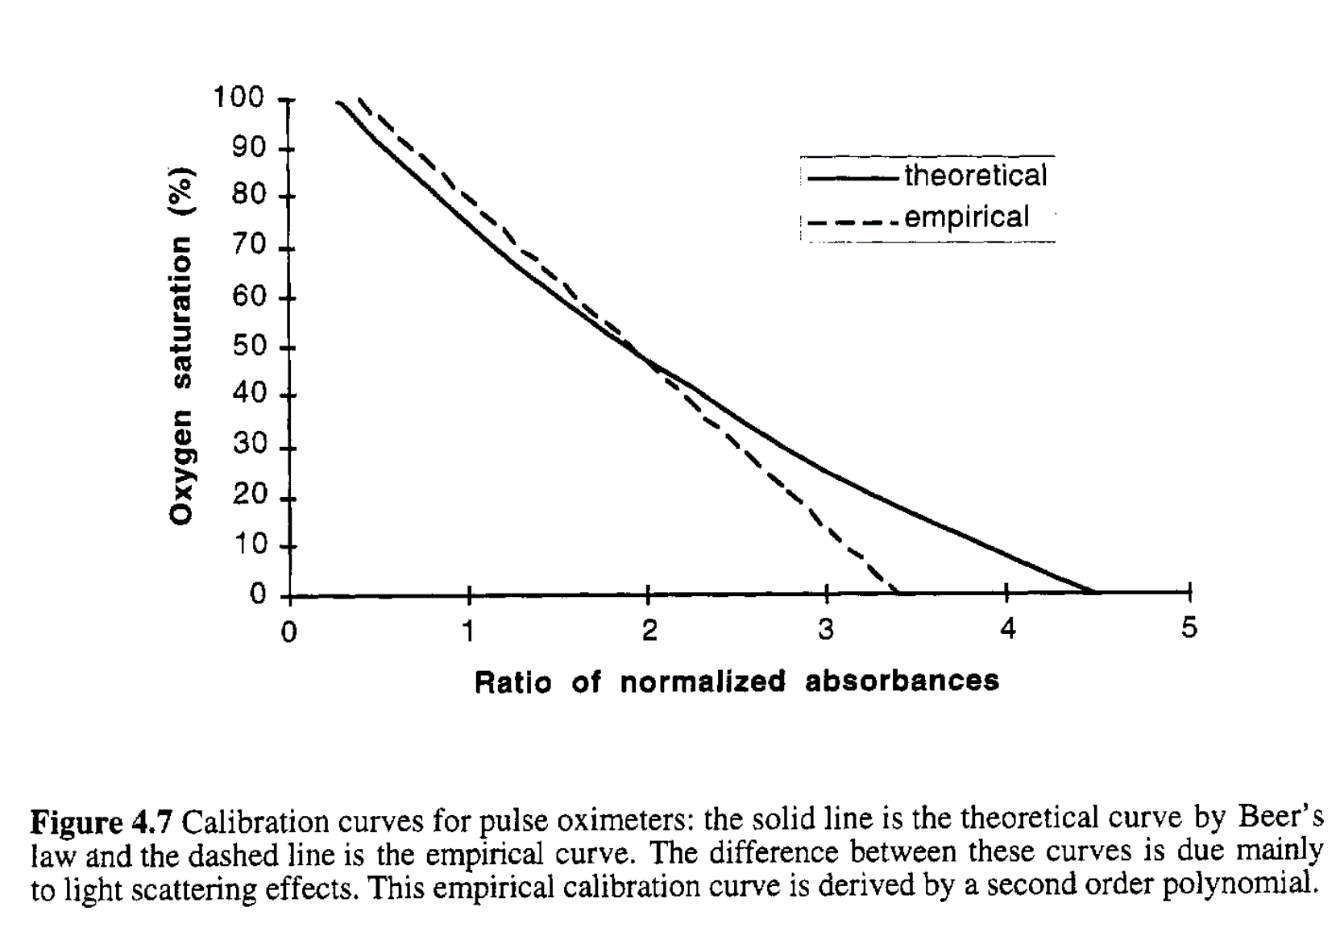 100
90
80
70
60
50
40
30
20
10
0
Oxygen saturation (%)
theoretical
empirical
0 1 2 3 4 5
Ratio of normalized absorbances
Figure 4.7 Calibration curves for pulse oximeters: the solid line is the theoretical curve by Beer's
law and the dashed line is the empirical curve. The difference between these curves is due mainly
to light scattering effects. This empirical calibration curve is derived by a second order polynomial.